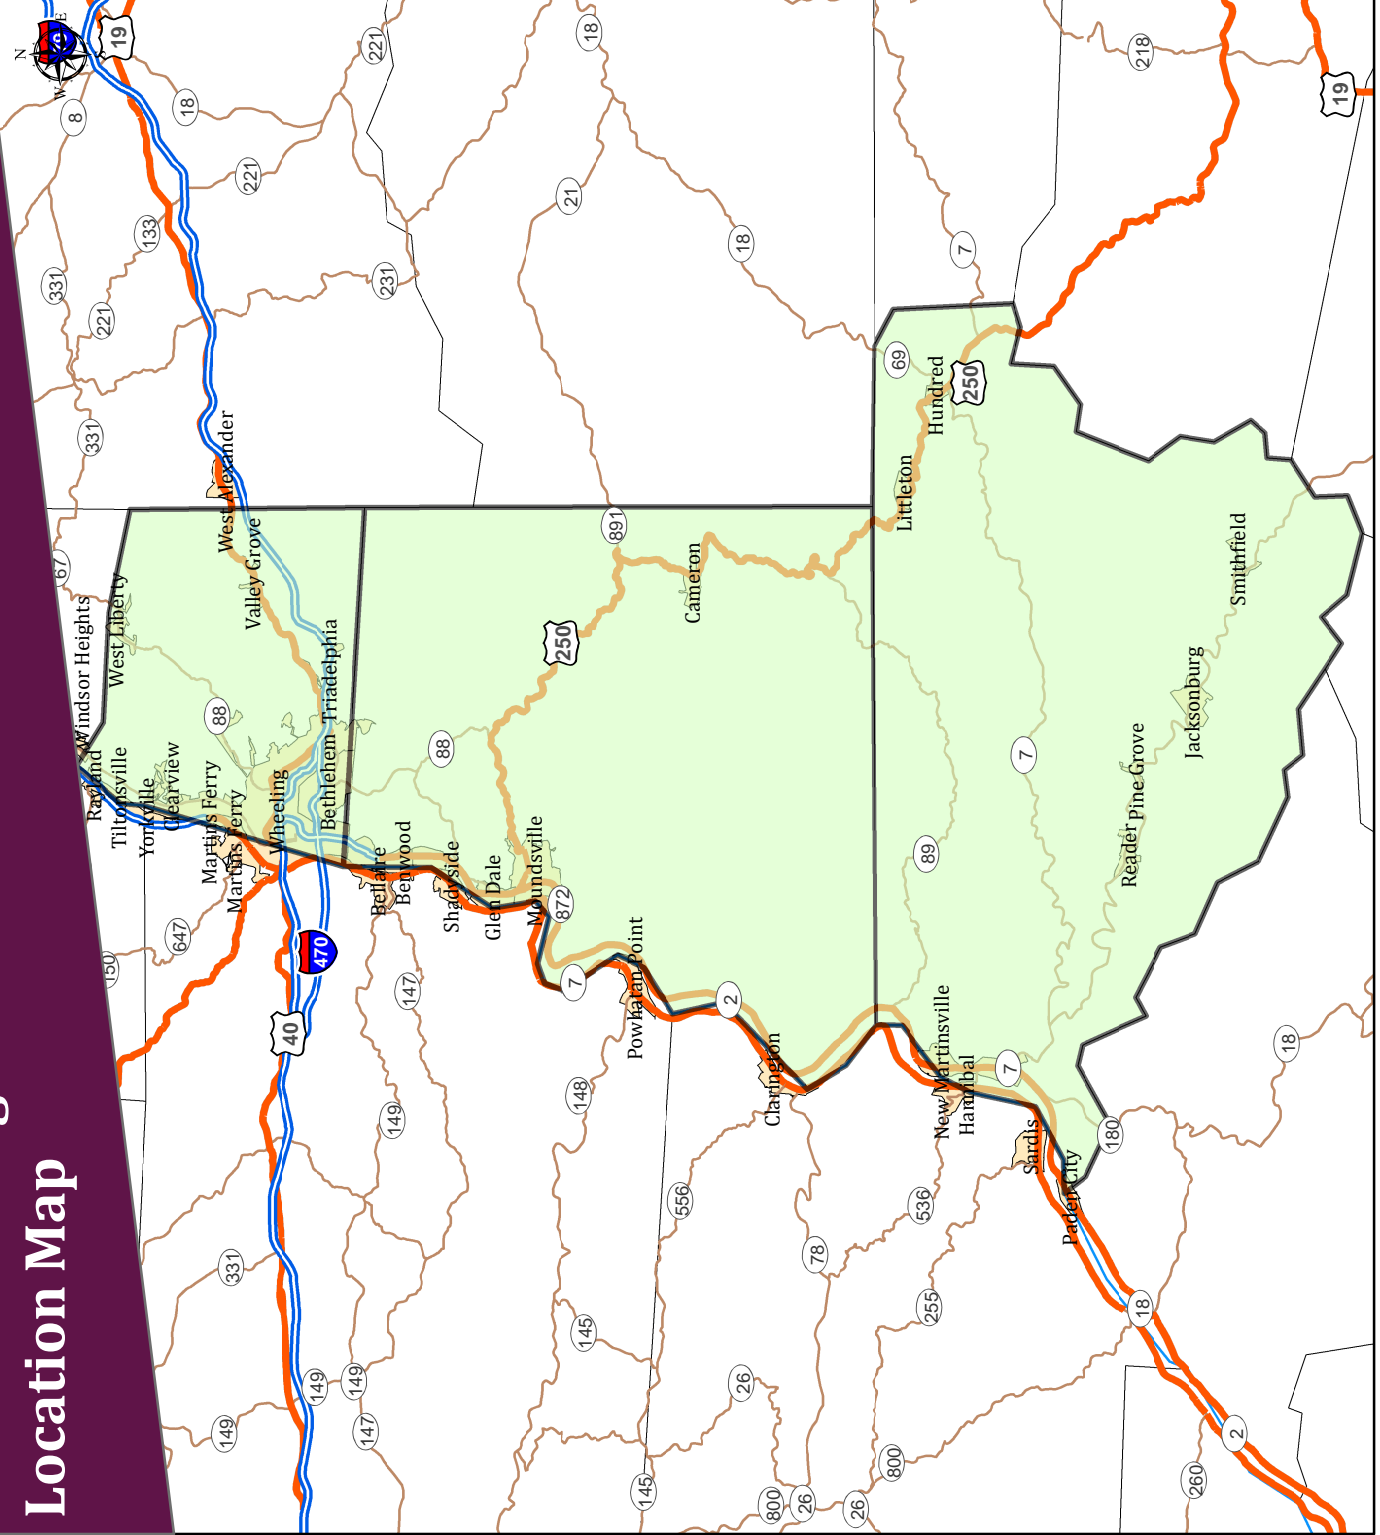 Location Map
N
E
W
S
79
19
8
18
221
221
133
331
221
231
331
18
21
18
218
19
7
67
West Alexander
Valley Grove
Windsor Heights
West Liberty
Triadelphia
88
Rayland
Tiltonsville
Yorkville
Clearview
Martins Ferry
Martins Ferry
Wheeling
Bethlehem
Bellaire
Benwood
Shadyside
Glen Dale
Moundsville
88
250
891
Cameron
69
Hundred
250
Littleton
Smithfield
Jacksonburg
Pine Grove
Reader
7
89
872
7
Powhatan Point
2
Clarington
New Martinsville
Hannibal
7
Sardis
Paden City
180
18
150
647
470
40
147
149
148
331
149
149
149
147
145
145
556
78
536
255
26
800
26
26
800
18
2
260